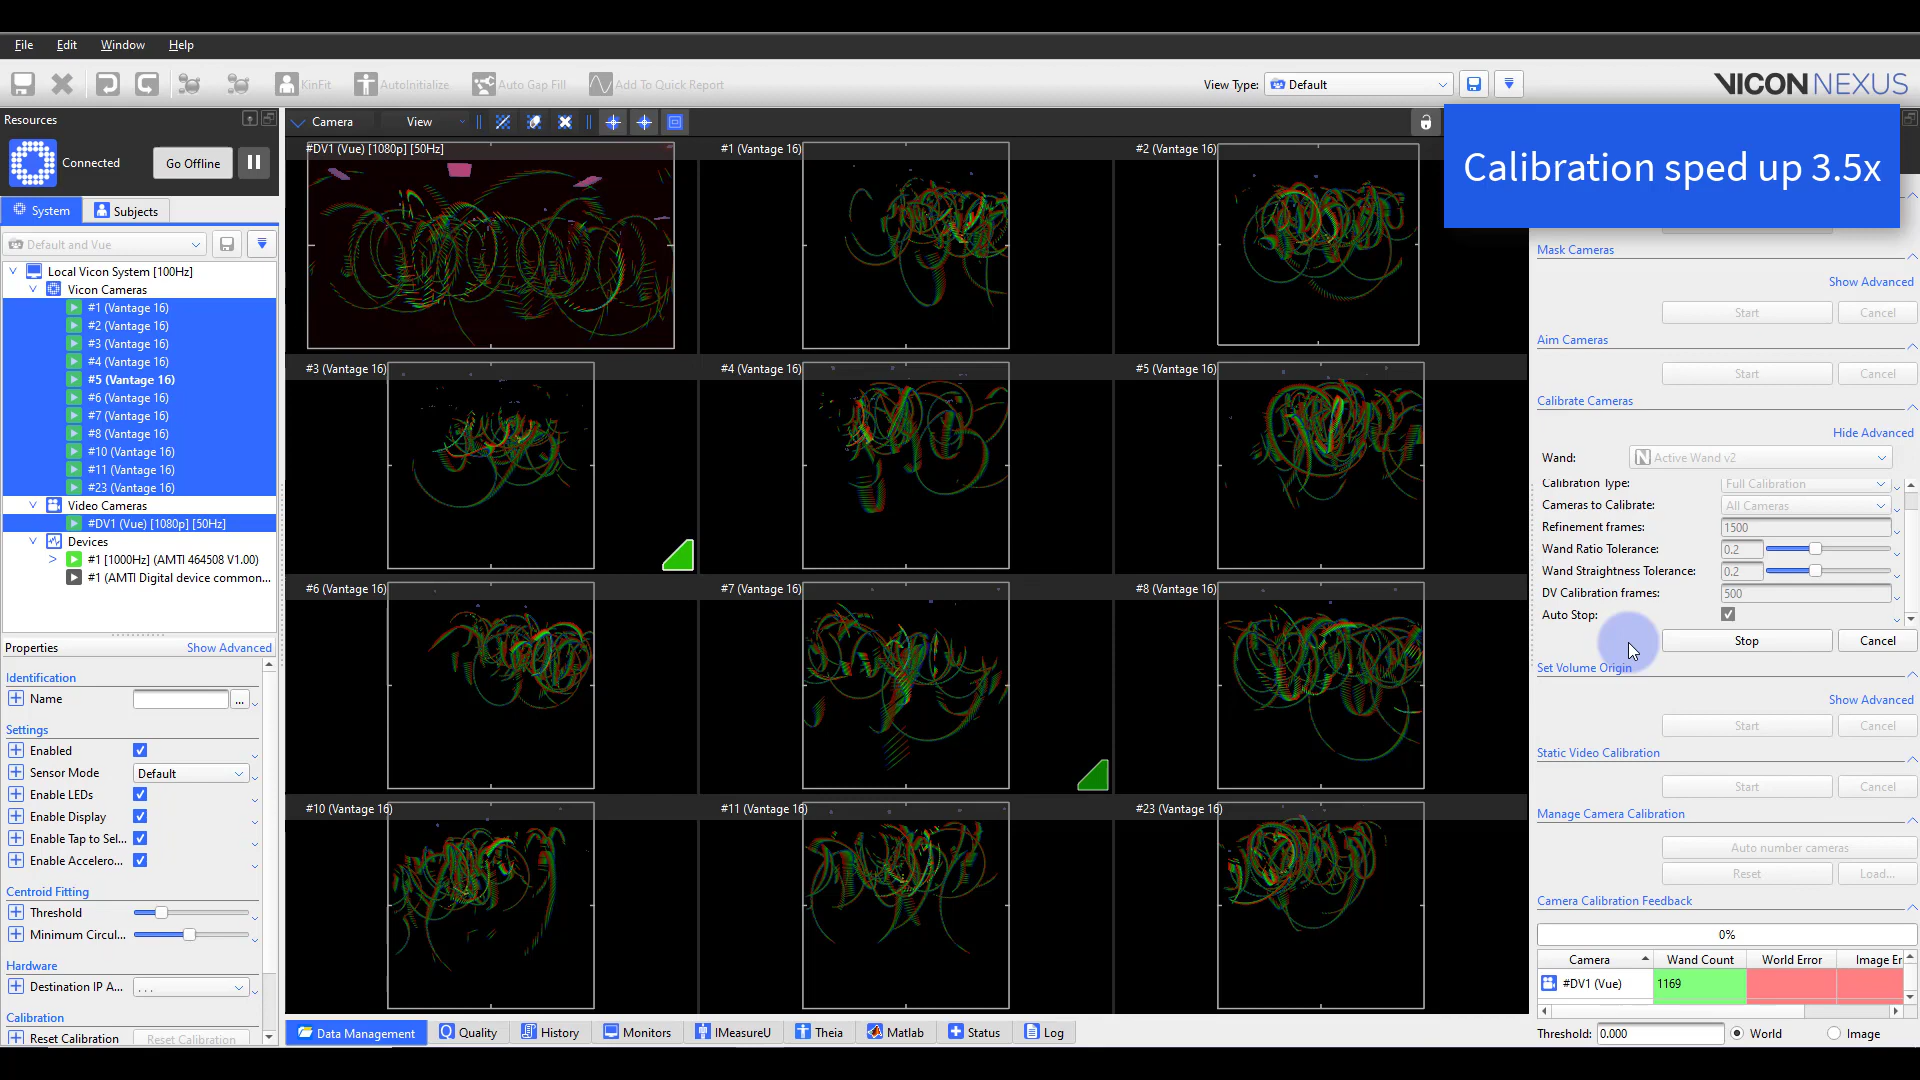 File Edit Window Help
KinFit AutoInitialize Auto Gap Fill Add To Quick Report View Type: Default VICON NEXUS
Resources
Connected Go Offline
Camera View
Calibration sped up 3.5x
System Subjects
Default and Vue
Local Vicon System [100Hz]
Vicon Cameras
#1 (Vantage 16)
#2 (Vantage 16)
#3 (Vantage 16)
#4 (Vantage 16)
#5 (Vantage 16)
#6 (Vantage 16)
#7 (Vantage 16)
#8 (Vantage 16)
#10 (Vantage 16)
#11 (Vantage 16)
#23 (Vantage 16)
Video Cameras
#DV1 (Vue) [1080p] [50Hz]
Devices
#1 [1000Hz] (AMTI 464508 V1.00)
#1 (AMTI Digital device common...
Properties Show Advanced
Identification
Name ...
Settings
Enabled
Sensor Mode Default
Enable LEDs
Enable Display
Enable Tap to Sel...
Enable Accelero...
Centroid Fitting
Threshold
Minimum Circul...
Hardware
Destination IP A... . . .
Calibration
Reset Calibration Reset Calibration
#DV1 (Vue) [1080p] [50Hz] #1 (Vantage 16) #2 (Vantage 16)
#3 (Vantage 16) #4 (Vantage 16) #5 (Vantage 16)
#6 (Vantage 16) #7 (Vantage 16) #8 (Vantage 16)
#10 (Vantage 16) #11 (Vantage 16) #23 (Vantage 16)
Data Management Quality History Monitors IMeasureU Theia Matlab Status Log
Mask Cameras
Show Advanced
Start Cancel
Aim Cameras
Start Cancel
Calibrate Cameras
Hide Advanced
Wand: Active Wand v2
Calibration Type: Full Calibration
Cameras to Calibrate: All Cameras
Refinement frames: 1500
Wand Ratio Tolerance: 0.2
Wand Straightness Tolerance: 0.2
DV Calibration frames: 500
Auto Stop:
Stop Cancel
Set Volume Origin
Show Advanced
Start Cancel
Static Video Calibration
Start Cancel
Manage Camera Calibration
Auto number cameras
Reset Load...
Camera Calibration Feedback
0%
Camera Wand Count World Error Image Er
#DV1 (Vue) 1169
Threshold: 0.000 World Image